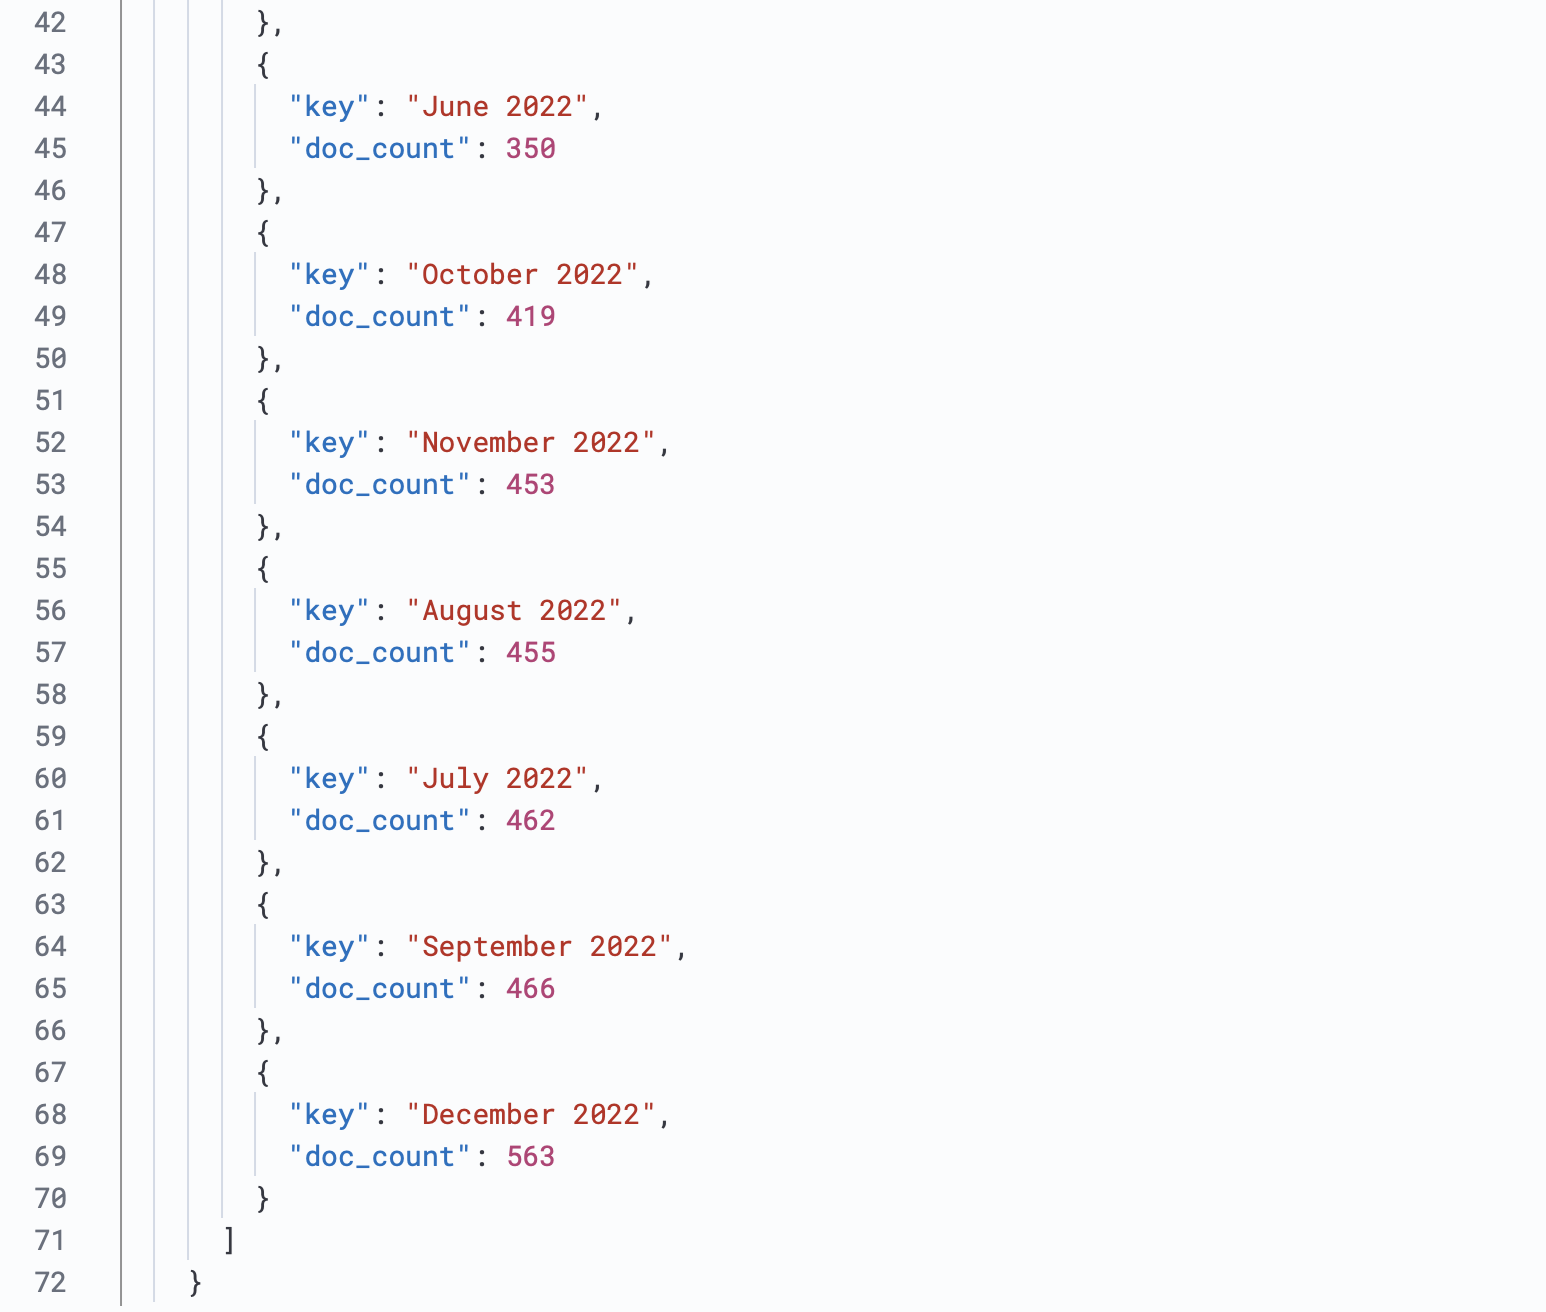 42 },
43 {
44 "key": "June 2022",
45 "doc_count": 350
46 },
47 {
48 "key": "October 2022",
49 "doc_count": 419
50 },
51 {
52 "key": "November 2022",
53 "doc_count": 453
54 },
55 {
56 "key": "August 2022",
57 "doc_count": 455
58 },
59 {
60 "key": "July 2022",
61 "doc_count": 462
62 },
63 {
64 "key": "September 2022",
65 "doc_count": 466
66 },
67 {
68 "key": "December 2022",
69 "doc_count": 563
70 }
71 ]
72 }